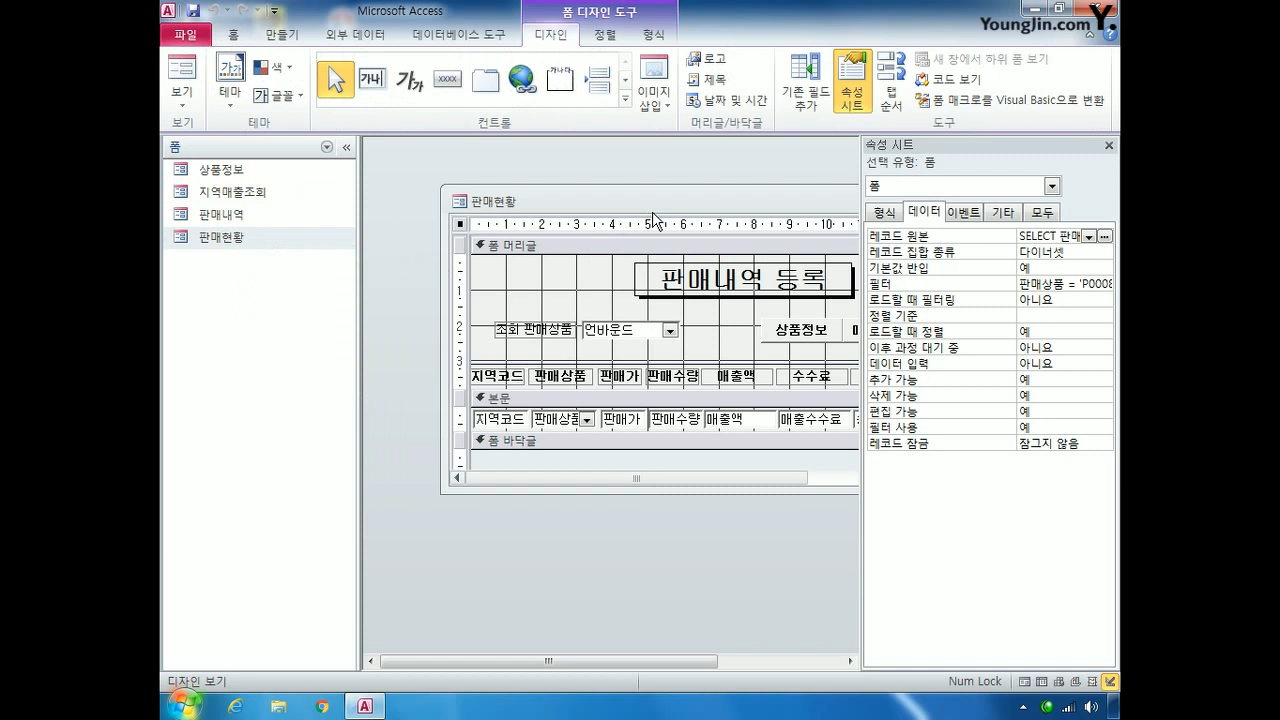 Microsoft Access
폼 디자인 도구
Younglin.com Y.
파일 홈 만들기 외부 데이터 데이터베이스 도구 디자인 정렬 형식
보기
테마
색
글꼴
가나
가가
xxxx
이미지 삽입
로고
제목
날짜 및 시간
기존 필드 추가
속성 시트
탭 순서
새 창에서 하위 폼 보기
코드 보기
폼 매크로를 Visual Basic으로 변환
보기 테마 컨트롤 머리글/바닥글 도구
폼
상품정보
지역매출조회
판매내역
판매현황
판매현황
1 2 3 4 5 6 7 8 9 10
폼 머리글
판매내역 등록
조회 판매상품 언바운드 상품정보
지역코드 판매상품 판매가 판매수량 매출액 수수료
본문
지역코드 판매상품 판매가 판매수량 매출액 매출수수료
폼 바닥글
1
2
3
속성 시트
선택 유형: 폼
폼
형식 데이터 이벤트 기타 모두
레코드 원본 SELECT 판매
레코드 집합 종류 다이너셋
기본값 반입 예
필터 판매상품 = 'P0008
로드할 때 필터링 아니요
정렬 기준
로드할 때 정렬 예
이후 과정 대기 중 아니요
데이터 입력 아니요
추가 가능 예
삭제 가능 예
편집 가능 예
필터 사용 예
레코드 잠금 잠그지 않음
디자인 보기
Num Lock